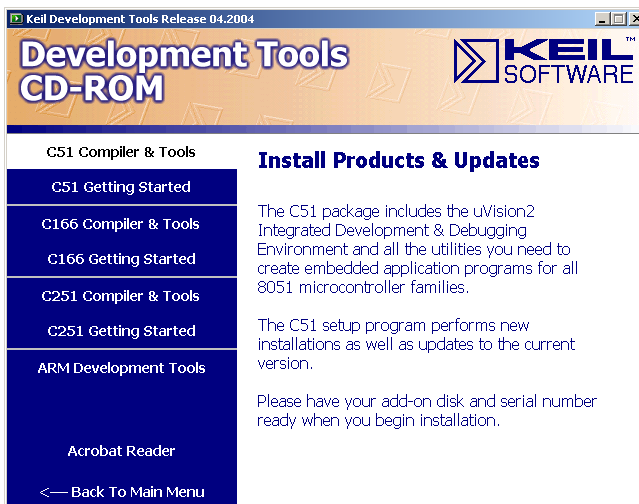 Keil Development Tools Release 04.2004
Development Tools
CD-ROM
KEIL™
SOFTWARE
C51 Compiler & Tools
C51 Getting Started
C166 Compiler & Tools
C166 Getting Started
C251 Compiler & Tools
C251 Getting Started
ARM Development Tools
Acrobat Reader
<— Back To Main Menu
Install Products & Updates
The C51 package includes the uVision2
Integrated Development & Debugging
Environment and all the utilities you need to
create embedded application programs for all
8051 microcontroller families.
The C51 setup program performs new
installations as well as updates to the current
version.
Please have your add-on disk and serial number
ready when you begin installation.